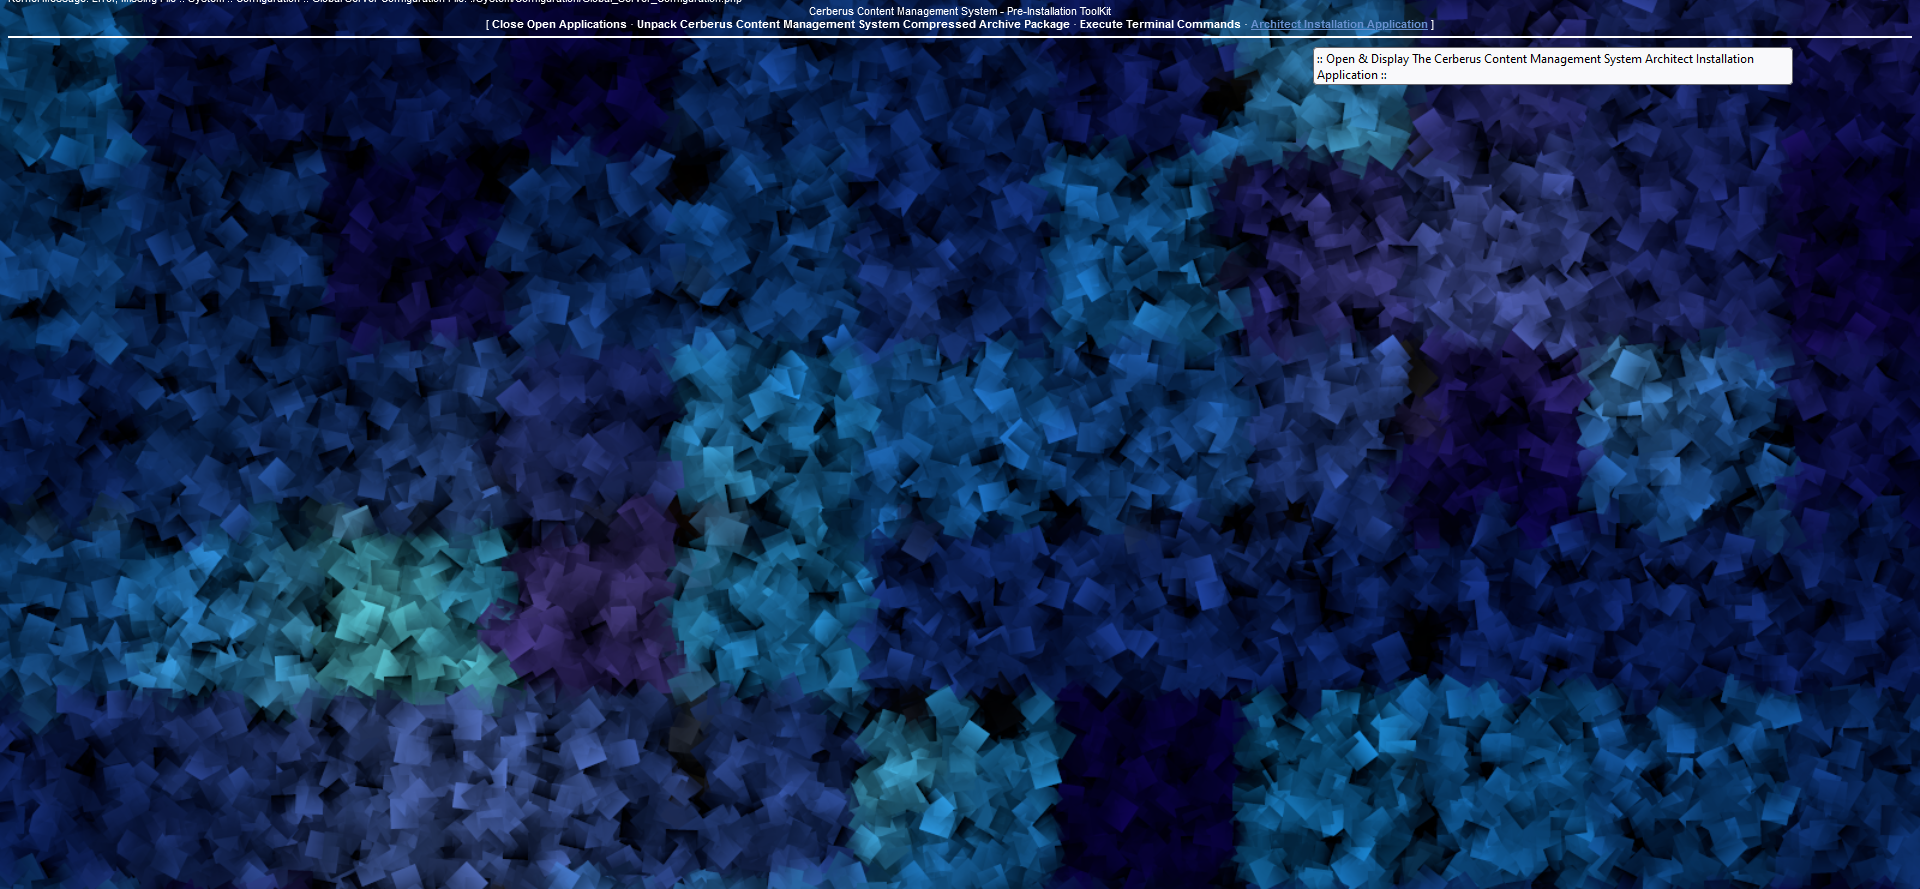 Kernel Message: Error, Missing File :: System :: Configuration :: Global Server Configuration File: ./System/Configuration/Global_Server_Configuration.php
Cerberus Content Management System - Pre-Installation ToolKit
[ Close Open Applications · Unpack Cerberus Content Management System Compressed Archive Package · Execute Terminal Commands · Architect Installation Application ]
:: Open & Display The Cerberus Content Management System Architect Installation
Application ::